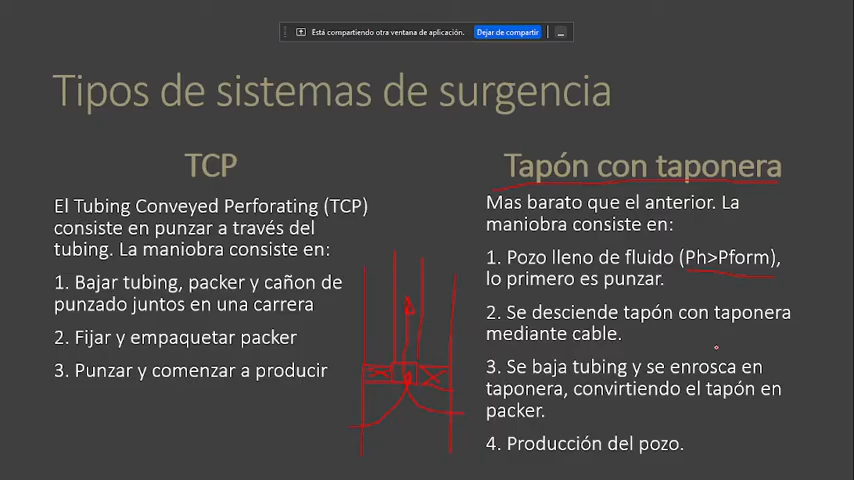 Está compartiendo otra ventana de aplicación. Dejar de compartir
Tipos de sistemas de surgencia
TCP
El Tubing Conveyed Perforating (TCP)
consiste en punzar a través del
tubing. La maniobra consiste en:
1. Bajar tubing, packer y cañon de
punzado juntos en una carrera
2. Fijar y empaquetar packer
3. Punzar y comenzar a producir
Tapón con taponera
Mas barato que el anterior. La
maniobra consiste en:
1. Pozo lleno de fluido (Ph>Pform),
lo primero es punzar.
2. Se desciende tapón con taponera
mediante cable.
3. Se baja tubing y se enrosca en
taponera, convirtiendo el tapón en
packer.
4. Producción del pozo.